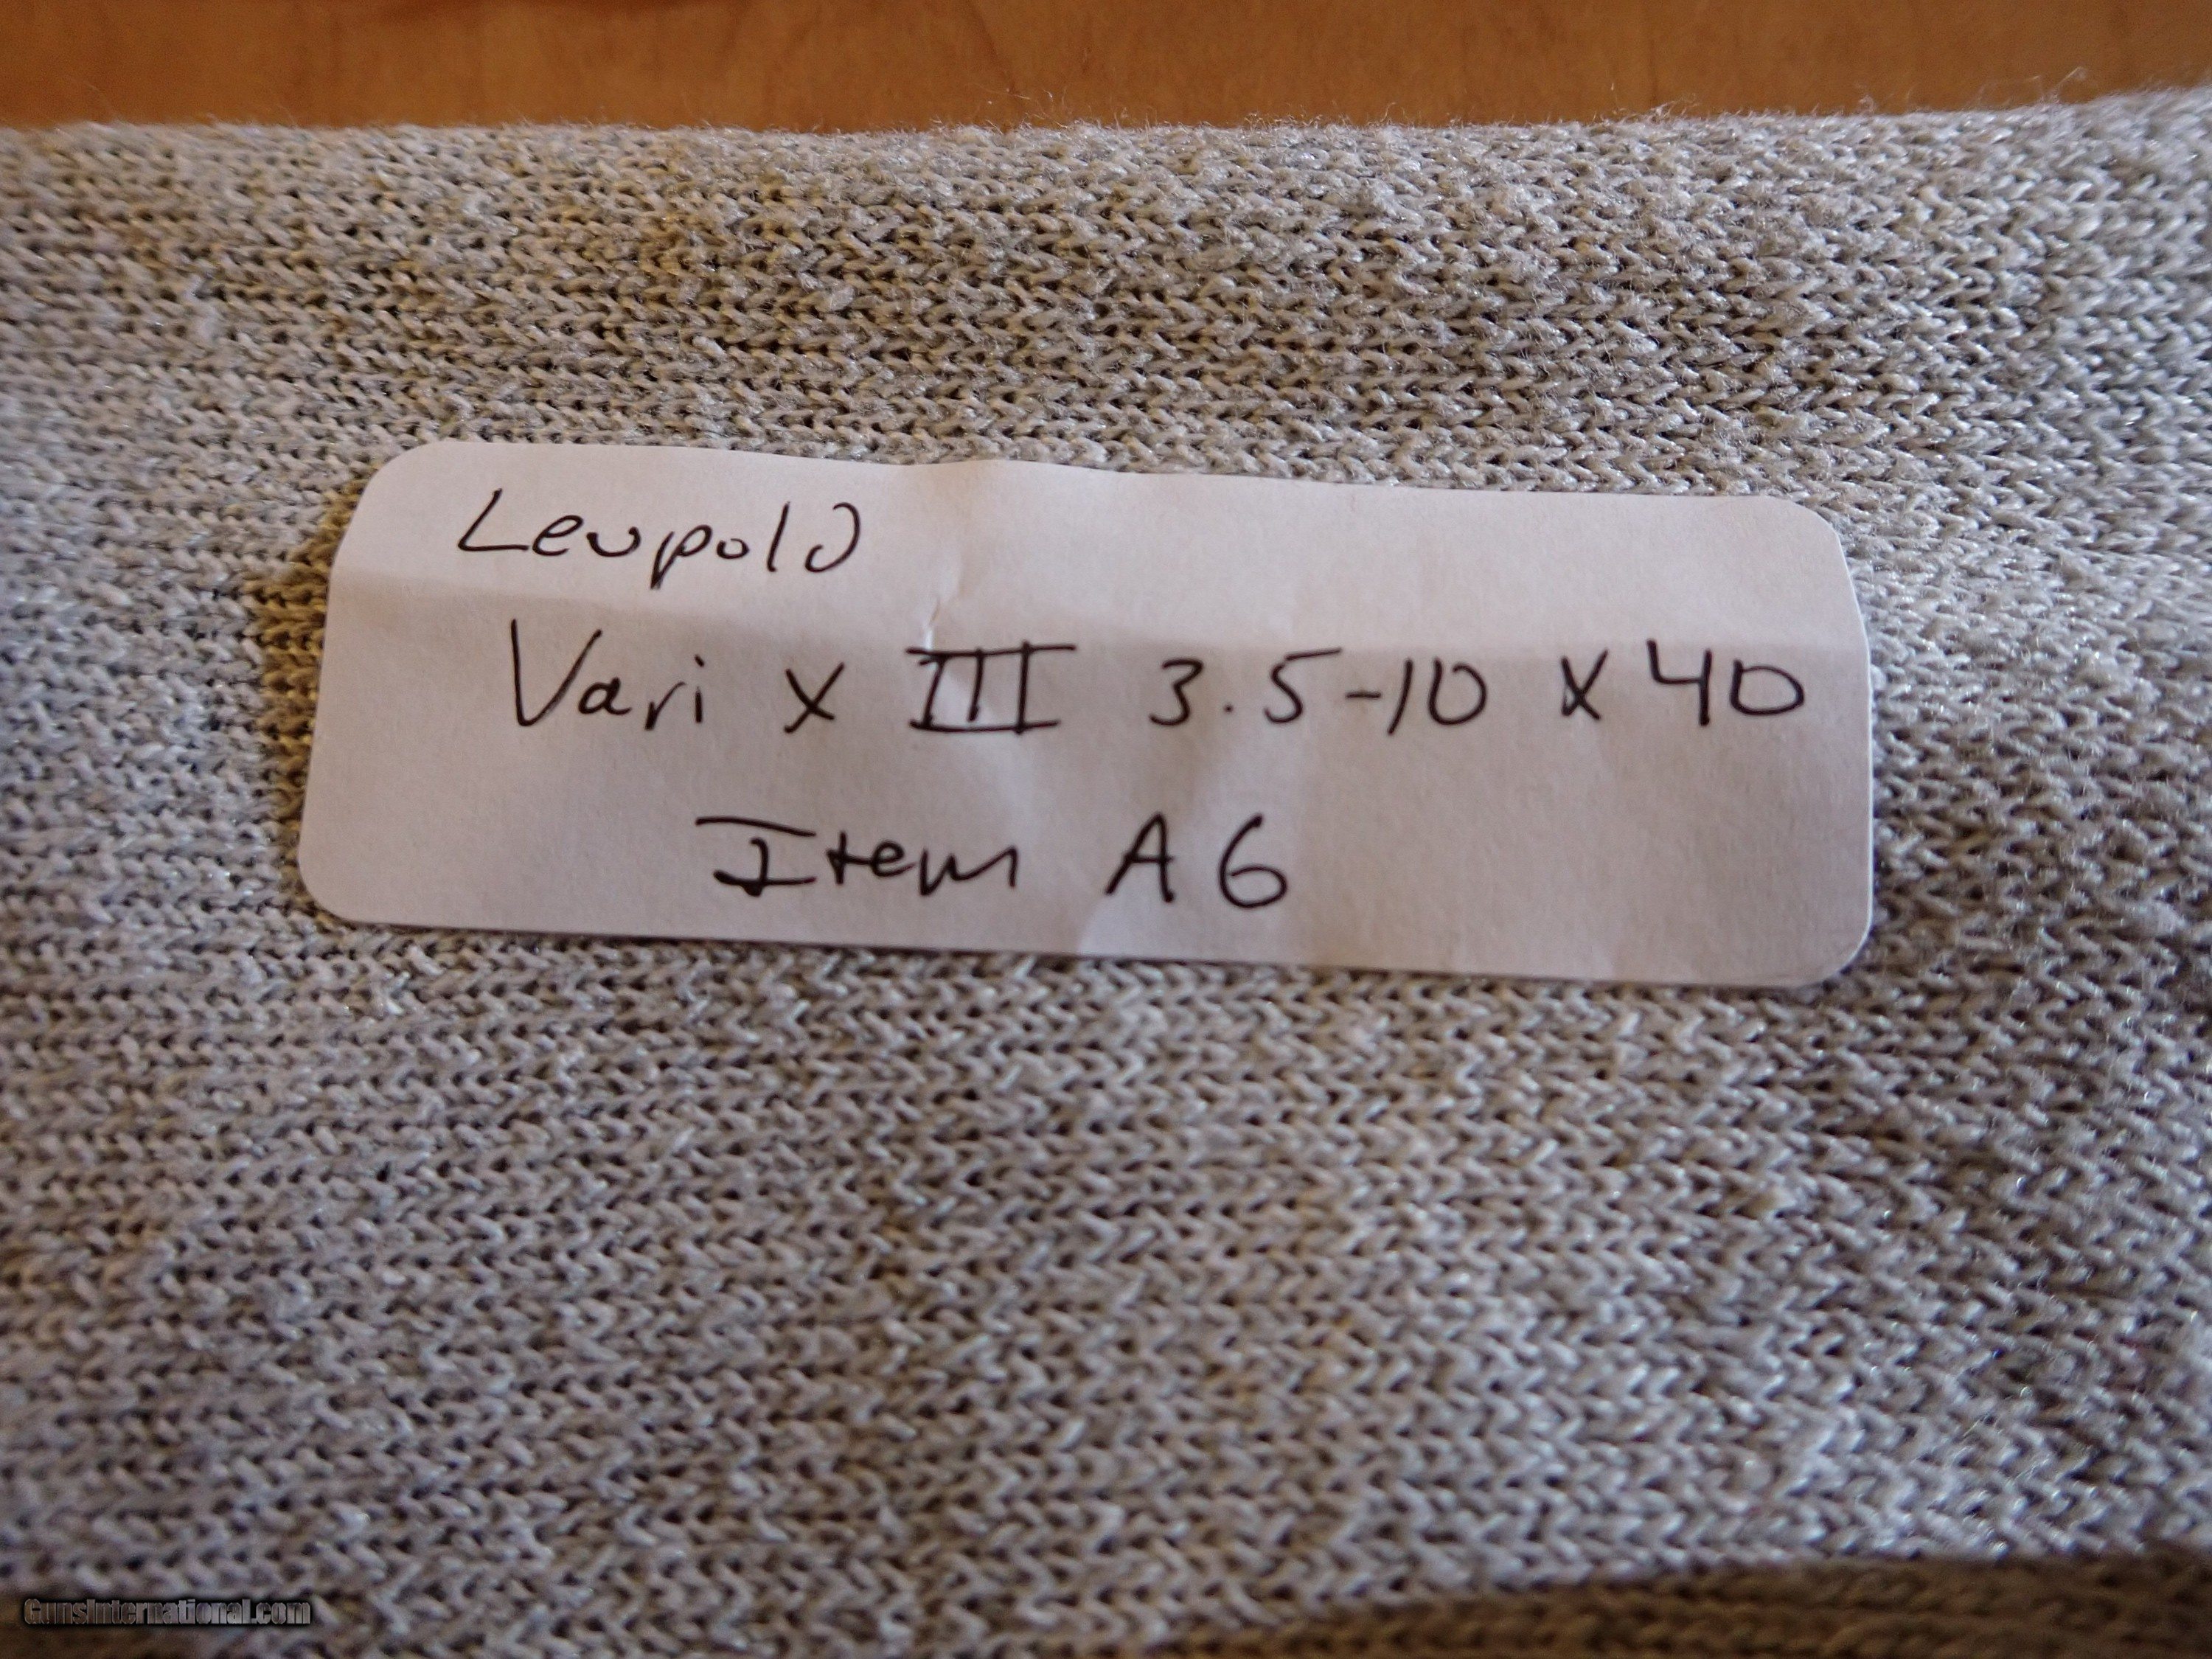 Leupold
Vari x III 3.5-10 x 40
Item A6
GunsInternational.com